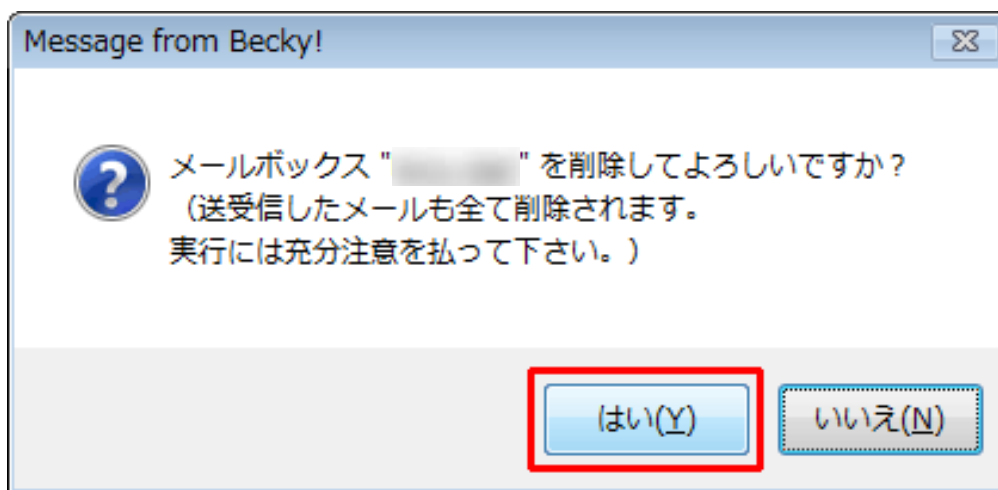 Message from Becky!
メールボックス " " を削除してよろしいですか？
（送受信したメールも全て削除されます。
実行には充分注意を払って下さい。）
はい(Y)
いいえ(N)